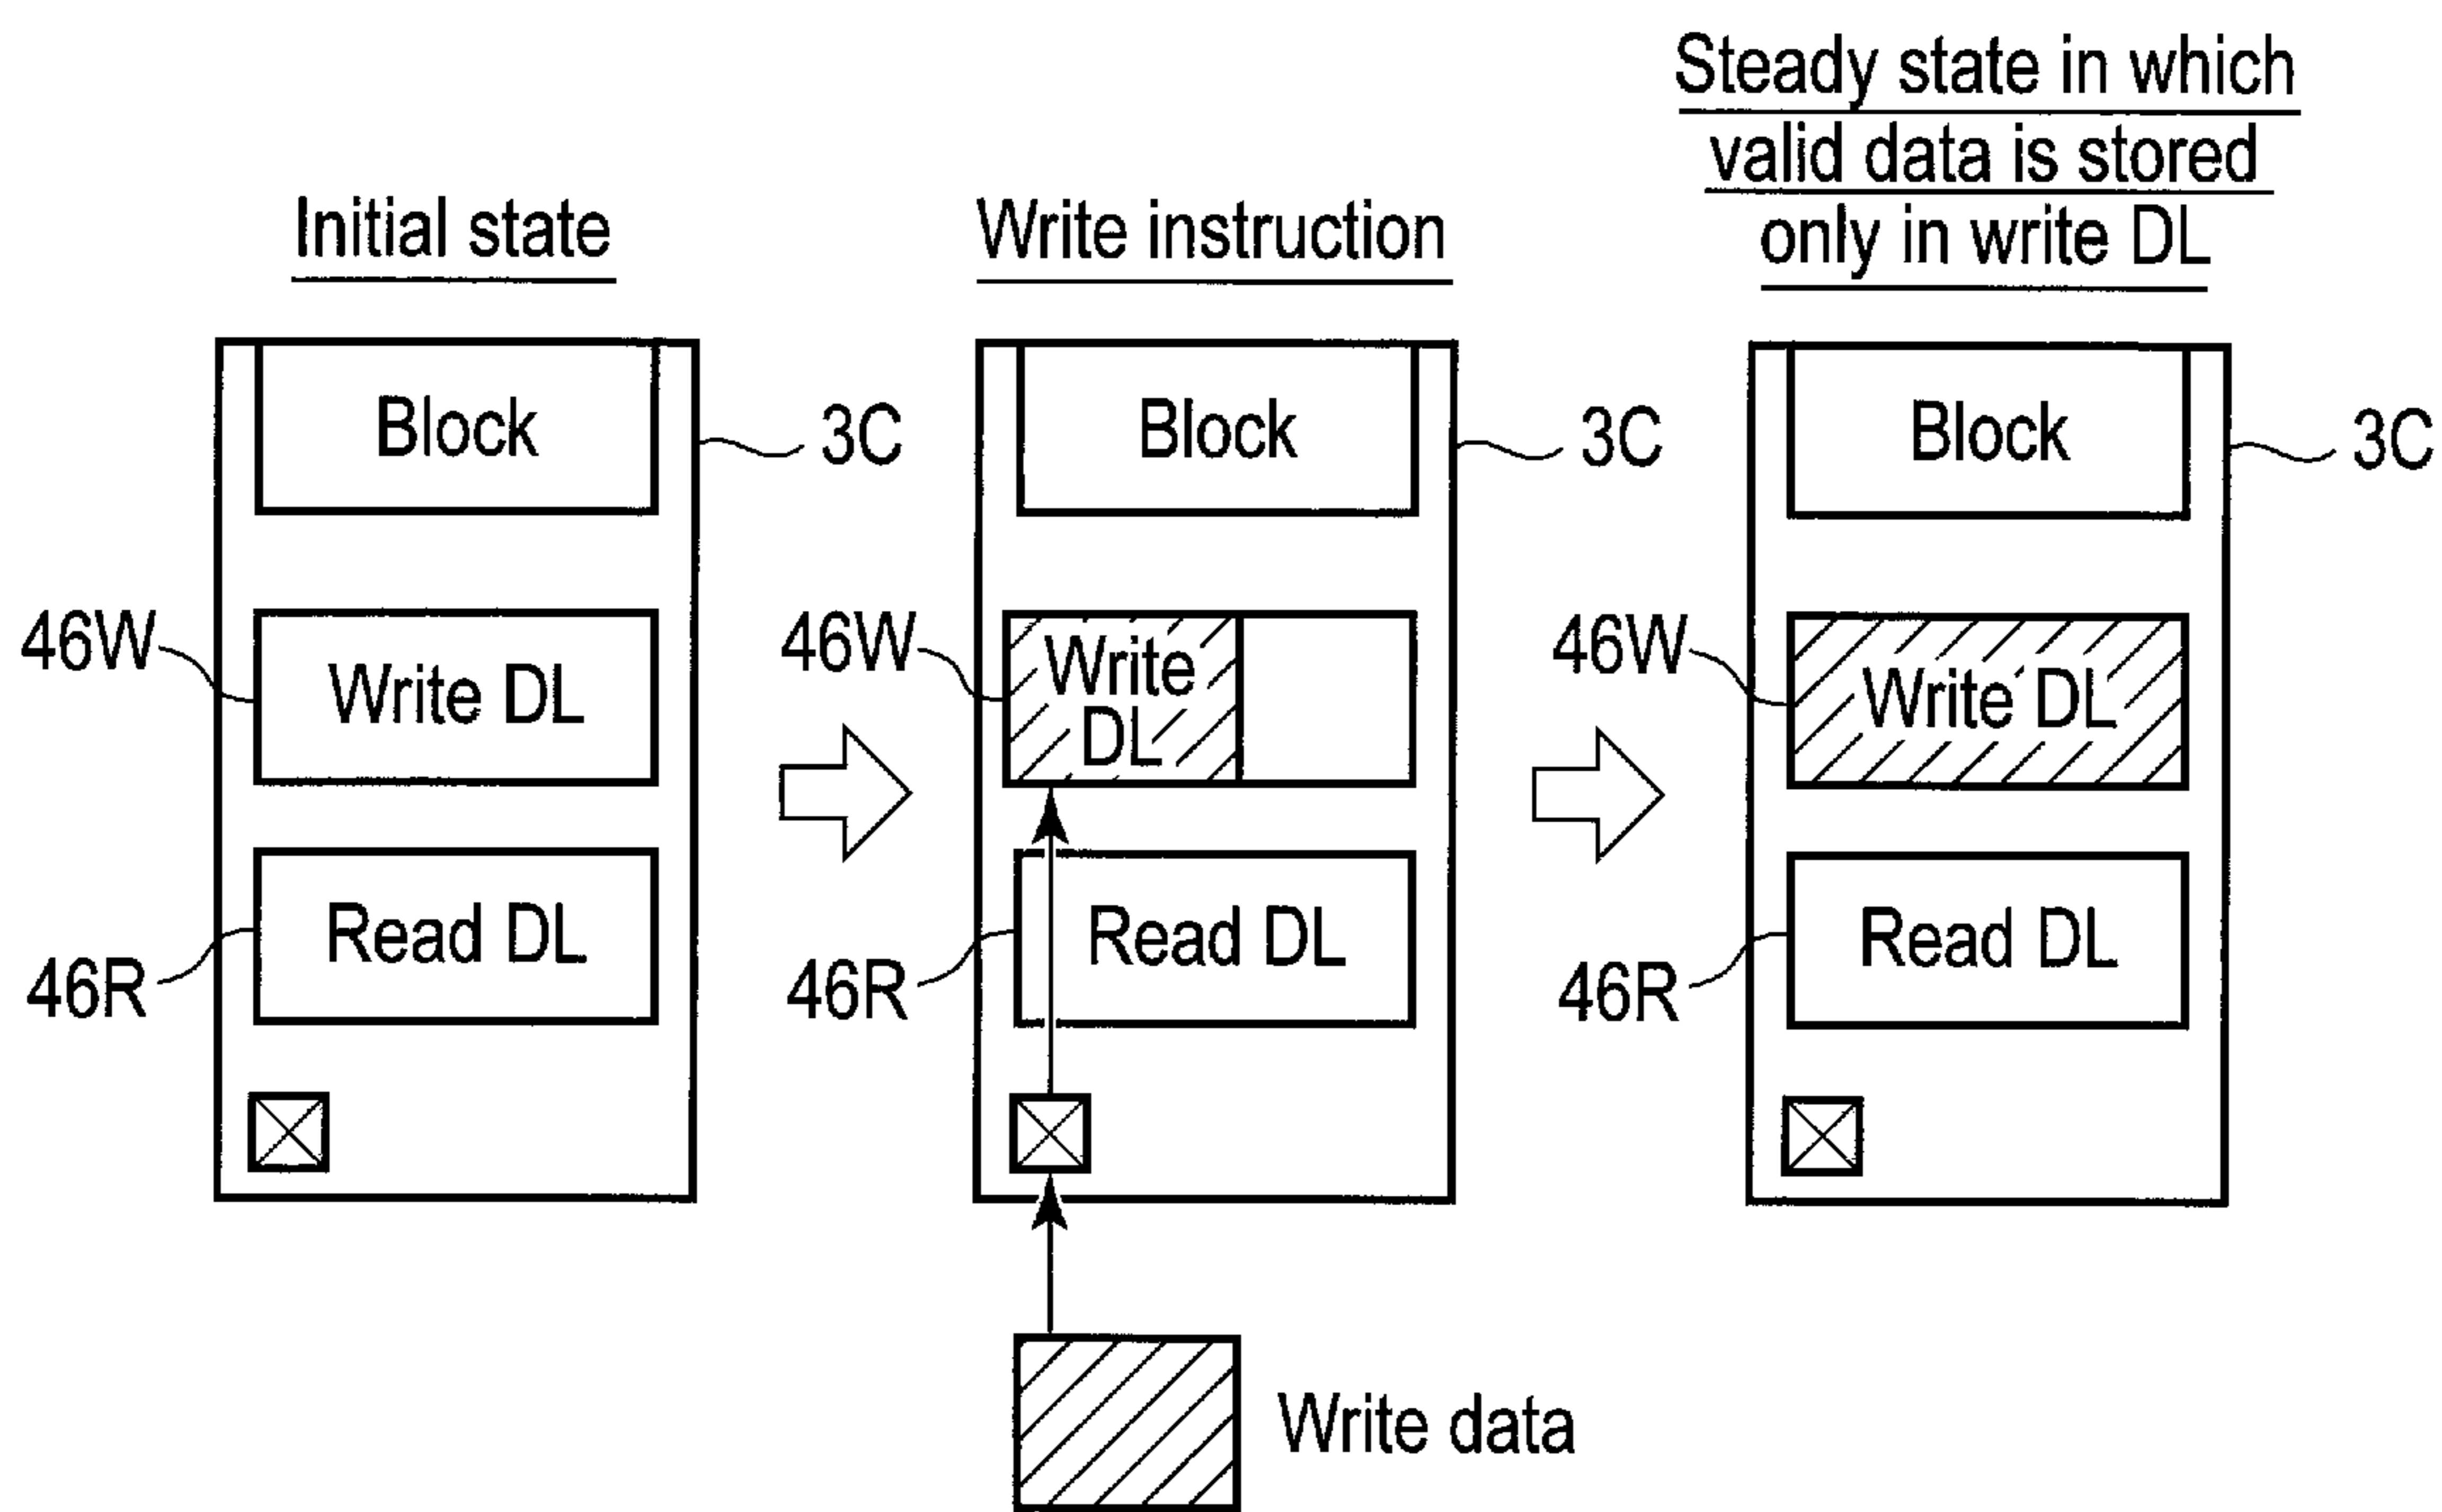 Initial state
Block
3C
46W
Write DL
Read DL
46R
Write instruction
Block
3C
46W
Write
DL
Read DL
46R
Write data
Steady state in which
valid data is stored
only in write DL
Block
3C
46W
Write DL
Read DL
46R